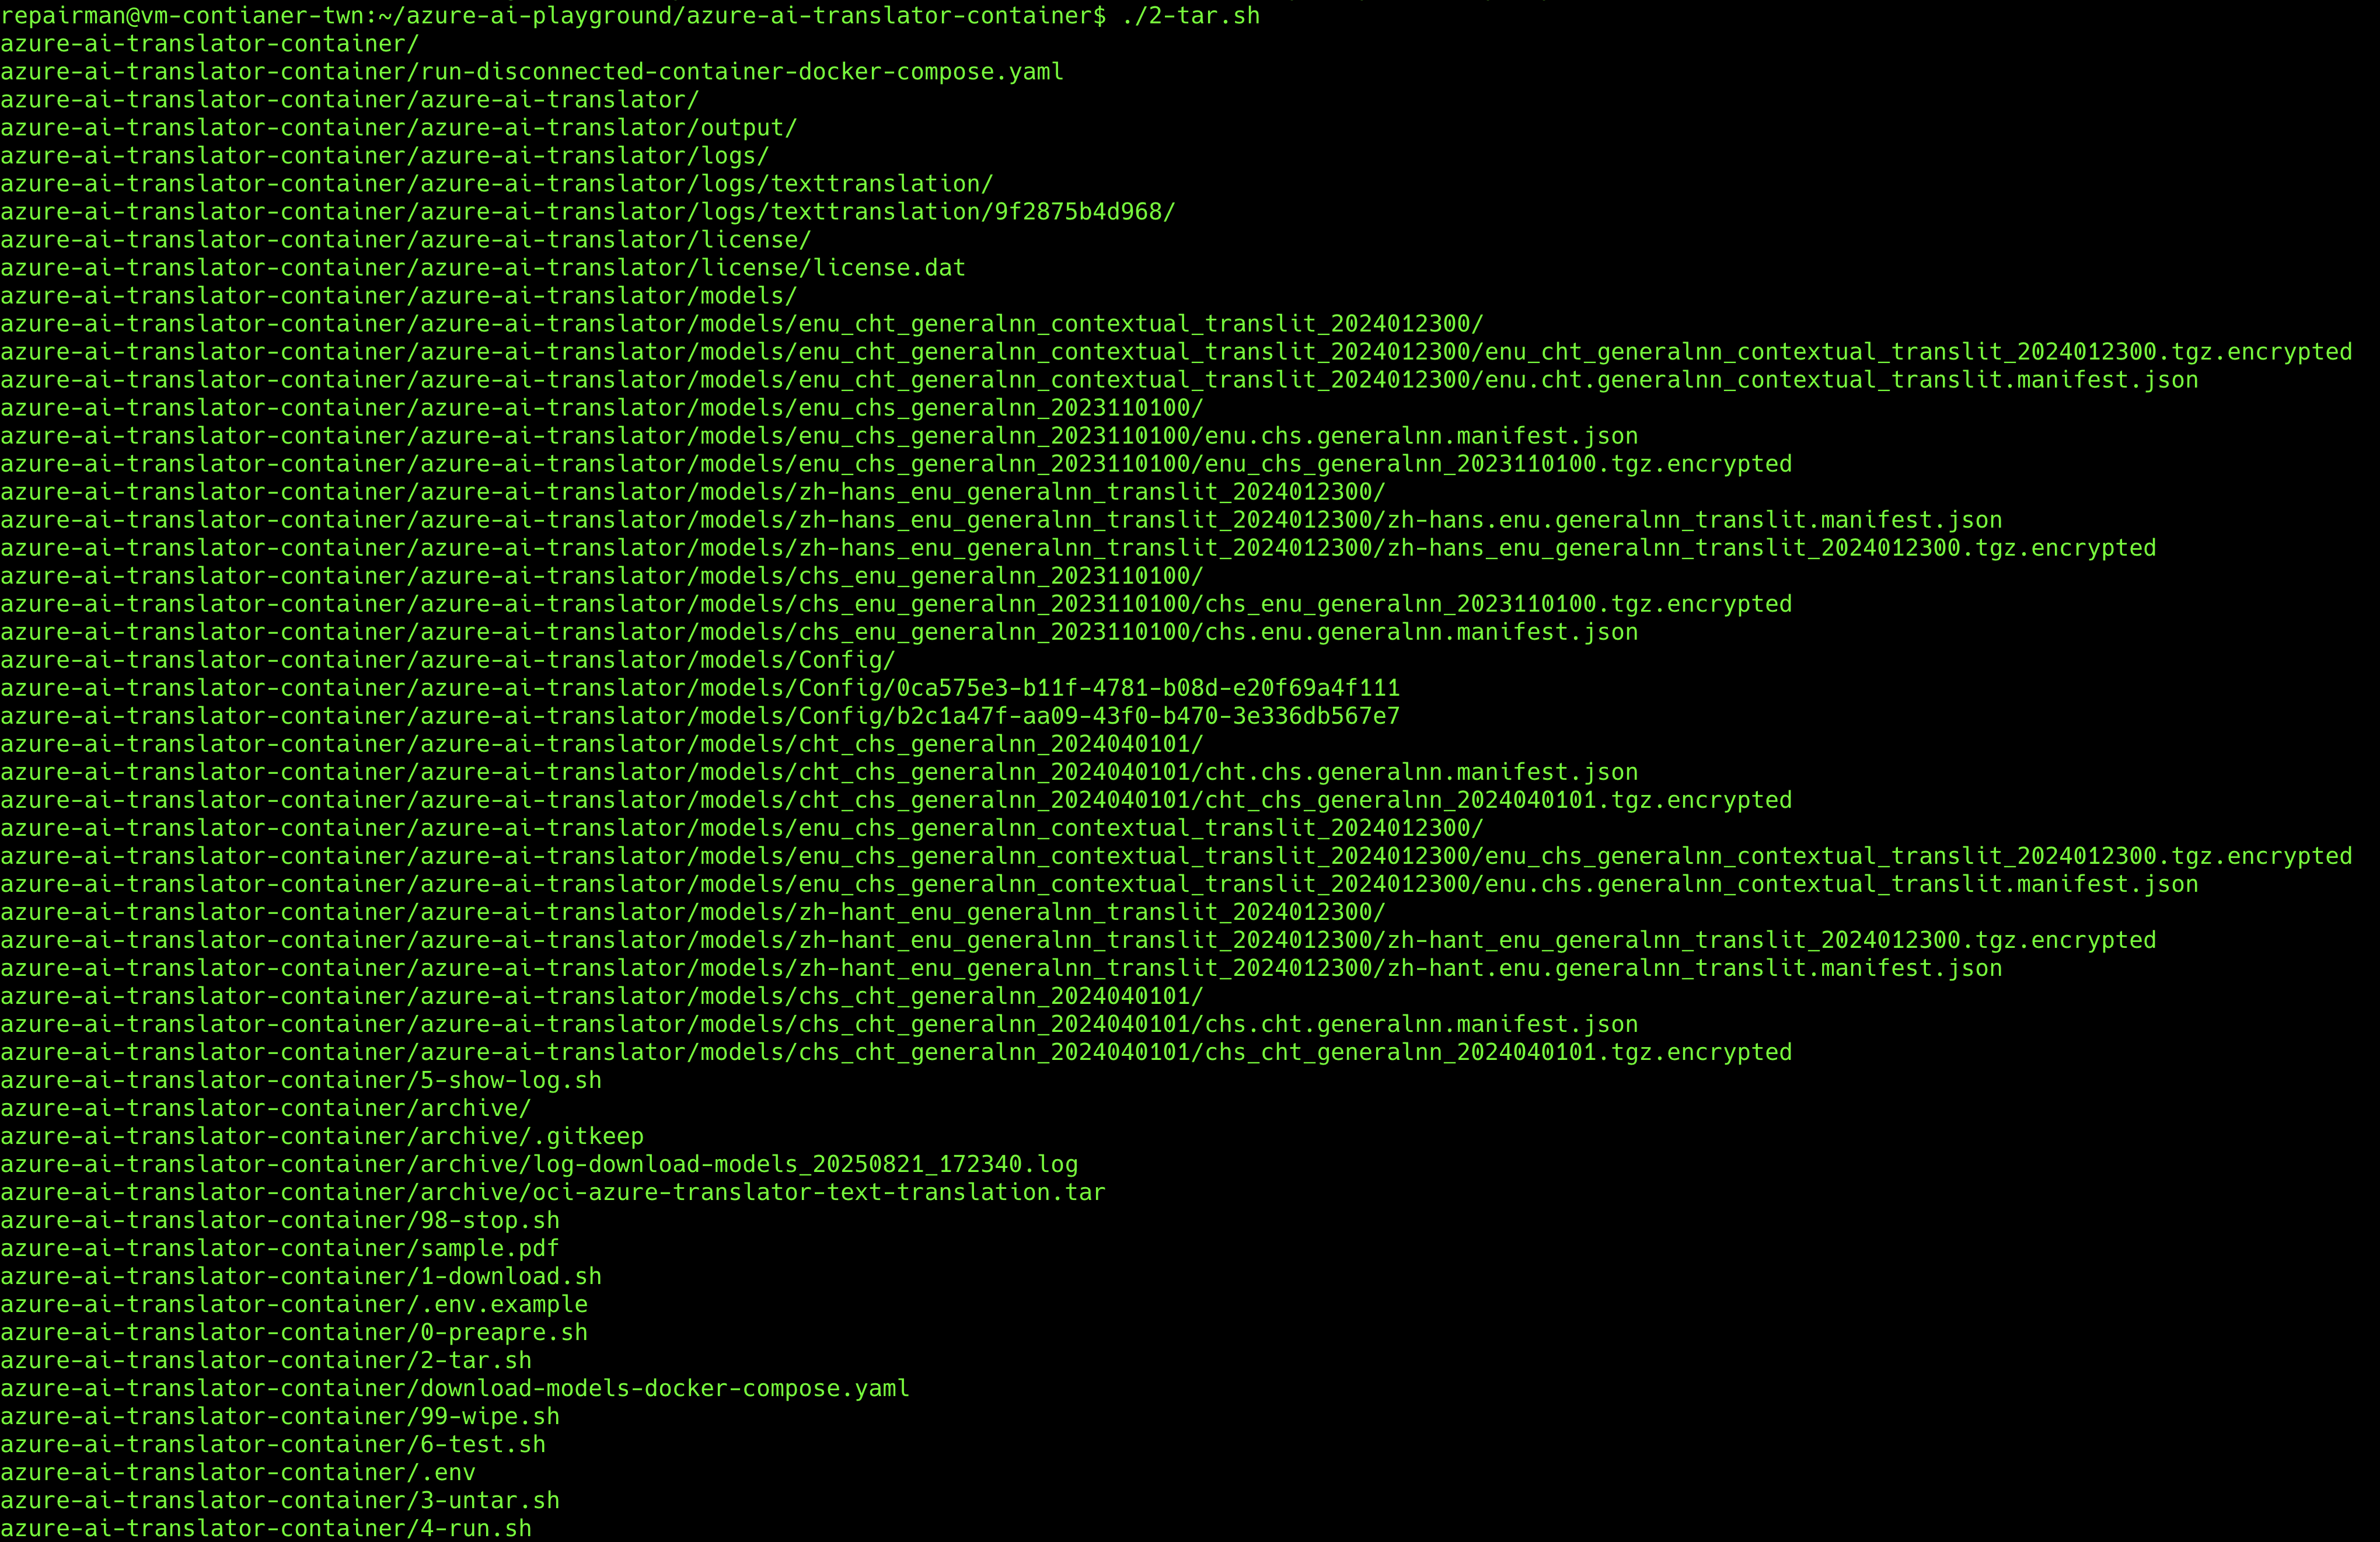 repairman@vm-contianer-twn:~/azure-ai-playground/azure-ai-translator-container$ ./2-tar.sh
azure-ai-translator-container/
azure-ai-translator-container/run-disconnected-container-docker-compose.yaml
azure-ai-translator-container/azure-ai-translator/
azure-ai-translator-container/azure-ai-translator/output/
azure-ai-translator-container/azure-ai-translator/logs/
azure-ai-translator-container/azure-ai-translator/logs/texttranslation/
azure-ai-translator-container/azure-ai-translator/logs/texttranslation/9f2875b4d968/
azure-ai-translator-container/azure-ai-translator/license/
azure-ai-translator-container/azure-ai-translator/license/license.dat
azure-ai-translator-container/azure-ai-translator/models/
azure-ai-translator-container/azure-ai-translator/models/enu_cht_generalnn_contextual_translit_2024012300/
azure-ai-translator-container/azure-ai-translator/models/enu_cht_generalnn_contextual_translit_2024012300/enu_cht_generalnn_contextual_translit_2024012300.tgz.encrypted
azure-ai-translator-container/azure-ai-translator/models/enu_cht_generalnn_contextual_translit_2024012300/enu.cht.generalnn_contextual_translit.manifest.json
azure-ai-translator-container/azure-ai-translator/models/enu_chs_generalnn_2023110100/
azure-ai-translator-container/azure-ai-translator/models/enu_chs_generalnn_2023110100/enu.chs.generalnn.manifest.json
azure-ai-translator-container/azure-ai-translator/models/enu_chs_generalnn_2023110100/enu_chs_generalnn_2023110100.tgz.encrypted
azure-ai-translator-container/azure-ai-translator/models/zh-hans_enu_generalnn_translit_2024012300/
azure-ai-translator-container/azure-ai-translator/models/zh-hans_enu_generalnn_translit_2024012300/zh-hans.enu.generalnn_translit.manifest.json
azure-ai-translator-container/azure-ai-translator/models/zh-hans_enu_generalnn_translit_2024012300/zh-hans_enu_generalnn_translit_2024012300.tgz.encrypted
azure-ai-translator-container/azure-ai-translator/models/chs_enu_generalnn_2023110100/
azure-ai-translator-container/azure-ai-translator/models/chs_enu_generalnn_2023110100/chs_enu_generalnn_2023110100.tgz.encrypted
azure-ai-translator-container/azure-ai-translator/models/chs_enu_generalnn_2023110100/chs.enu.generalnn.manifest.json
azure-ai-translator-container/azure-ai-translator/models/Config/
azure-ai-translator-container/azure-ai-translator/models/Config/0ca575e3-b11f-4781-b08d-e20f69a4f111
azure-ai-translator-container/azure-ai-translator/models/Config/b2c1a47f-aa09-43f0-b470-3e336db567e7
azure-ai-translator-container/azure-ai-translator/models/cht_chs_generalnn_2024040101/
azure-ai-translator-container/azure-ai-translator/models/cht_chs_generalnn_2024040101/cht.chs.generalnn.manifest.json
azure-ai-translator-container/azure-ai-translator/models/cht_chs_generalnn_2024040101/cht_chs_generalnn_2024040101.tgz.encrypted
azure-ai-translator-container/azure-ai-translator/models/enu_chs_generalnn_contextual_translit_2024012300/
azure-ai-translator-container/azure-ai-translator/models/enu_chs_generalnn_contextual_translit_2024012300/enu_chs_generalnn_contextual_translit_2024012300.tgz.encrypted
azure-ai-translator-container/azure-ai-translator/models/enu_chs_generalnn_contextual_translit_2024012300/enu.chs.generalnn_contextual_translit.manifest.json
azure-ai-translator-container/azure-ai-translator/models/zh-hant_enu_generalnn_translit_2024012300/
azure-ai-translator-container/azure-ai-translator/models/zh-hant_enu_generalnn_translit_2024012300/zh-hant_enu_generalnn_translit_2024012300.tgz.encrypted
azure-ai-translator-container/azure-ai-translator/models/zh-hant_enu_generalnn_translit_2024012300/zh-hant.enu.generalnn_translit.manifest.json
azure-ai-translator-container/azure-ai-translator/models/chs_cht_generalnn_2024040101/
azure-ai-translator-container/azure-ai-translator/models/chs_cht_generalnn_2024040101/chs.cht.generalnn.manifest.json
azure-ai-translator-container/azure-ai-translator/models/chs_cht_generalnn_2024040101/chs_cht_generalnn_2024040101.tgz.encrypted
azure-ai-translator-container/5-show-log.sh
azure-ai-translator-container/archive/
azure-ai-translator-container/archive/.gitkeep
azure-ai-translator-container/archive/log-download-models_20250821_172340.log
azure-ai-translator-container/archive/oci-azure-translator-text-translation.tar
azure-ai-translator-container/98-stop.sh
azure-ai-translator-container/sample.pdf
azure-ai-translator-container/1-download.sh
azure-ai-translator-container/.env.example
azure-ai-translator-container/0-preapre.sh
azure-ai-translator-container/2-tar.sh
azure-ai-translator-container/download-models-docker-compose.yaml
azure-ai-translator-container/99-wipe.sh
azure-ai-translator-container/6-test.sh
azure-ai-translator-container/.env
azure-ai-translator-container/3-untar.sh
azure-ai-translator-container/4-run.sh